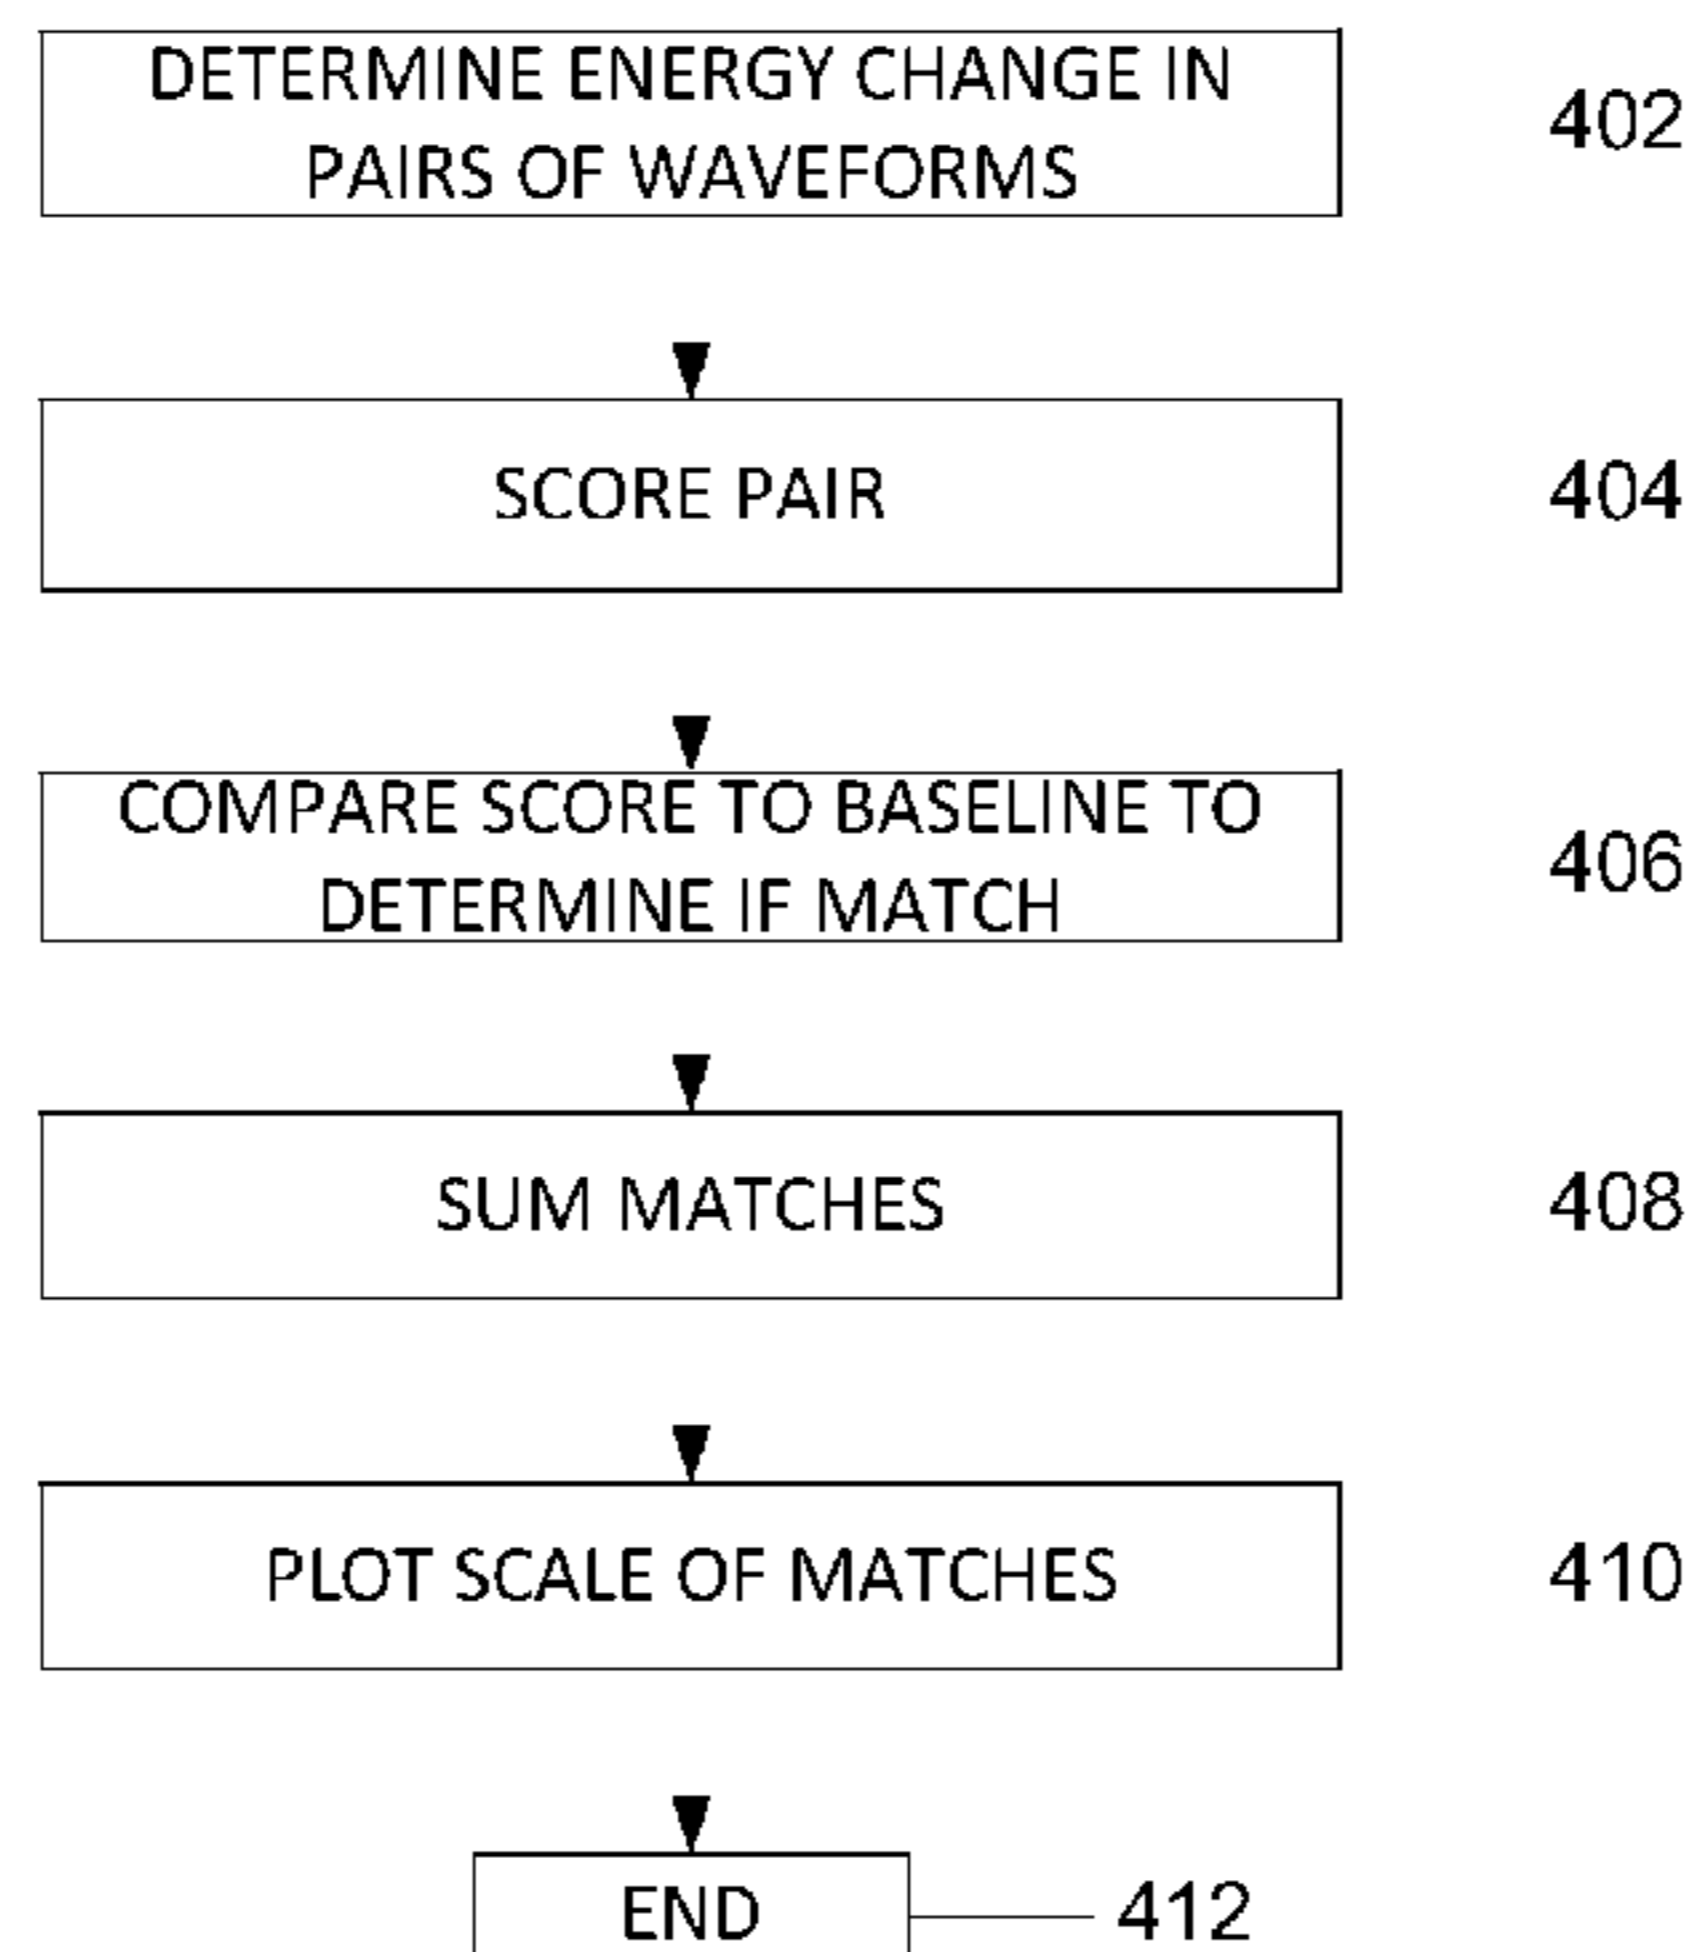 DETERMINE ENERGY CHANGE IN
PAIRS OF WAVEFORMS
402
SCORE PAIR
404
COMPARE SCORE TO BASELINE TO
DETERMINE IF MATCH
406
SUM MATCHES
408
PLOT SCALE OF MATCHES
410
END
412